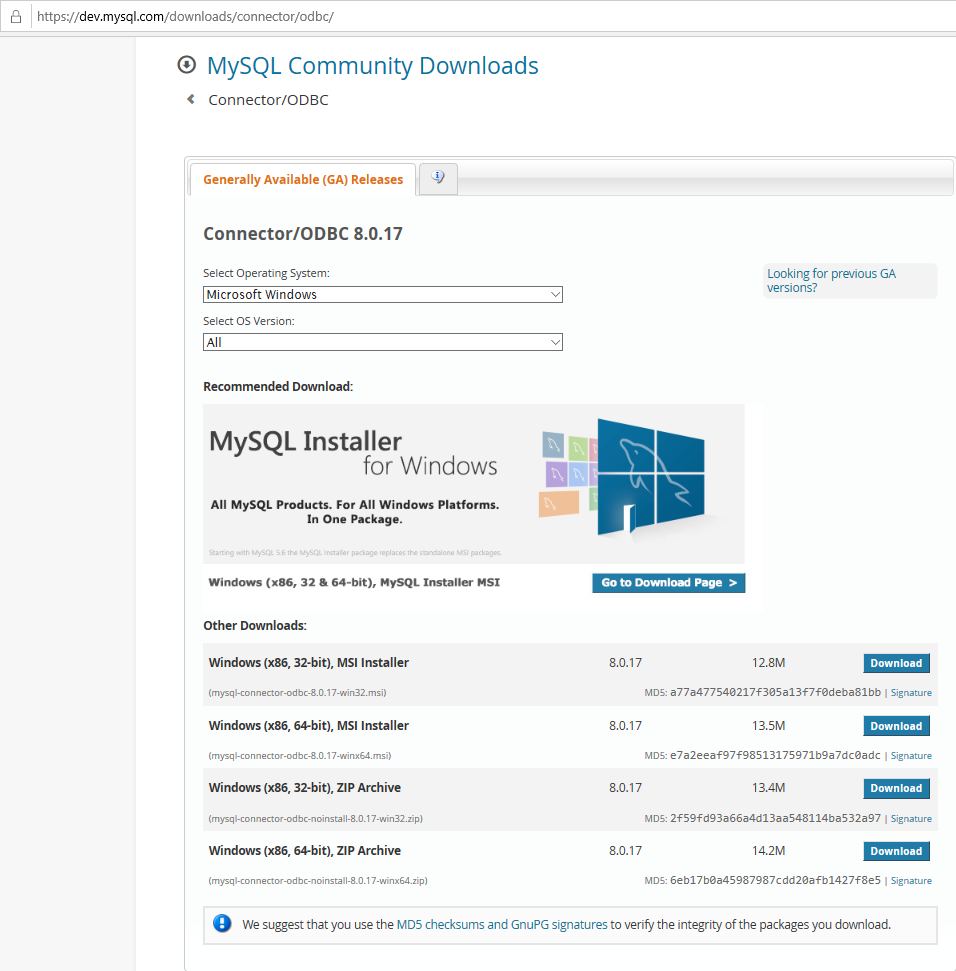 https://dev.mysql.com/downloads/connector/odbc/
MySQL Community Downloads
Connector/ODBC
Generally Available (GA) Releases
Connector/ODBC 8.0.17
Select Operating System:
Looking for previous GA
versions?
Microsoft Windows
Select OS Version:
All
Recommended Download:
MySQL Installer
for Windows
All MySQL Products. For All Windows Platforms.
In One Package.
Starting with MySQL 5.6 the MySQL Installer package replaces the standalone MSI packages.
Windows (x86, 32 & 64-bit), MySQL Installer MSI Go to Download Page >
Other Downloads:
Windows (x86, 32-bit), MSI Installer 8.0.17 12.8M Download
(mysql-connector-odbc-8.0.17-win32.msi) MD5: a77a477540217f305a13f7f0deba81bb | Signature
Windows (x86, 64-bit), MSI Installer 8.0.17 13.5M Download
(mysql-connector-odbc-8.0.17-winx64.msi) MD5: e7a2eeaf97f98513175971b9a7dc0adc | Signature
Windows (x86, 32-bit), ZIP Archive 8.0.17 13.4M Download
(mysql-connector-odbc-noinstall-8.0.17-win32.zip) MD5: 2f59fd93a66a4d13aa548114ba532a97 | Signature
Windows (x86, 64-bit), ZIP Archive 8.0.17 14.2M Download
(mysql-connector-odbc-noinstall-8.0.17-winx64.zip) MD5: 6eb17b0a45987987cdd20afb1427f8e5 | Signature
We suggest that you use the MD5 checksums and GnuPG signatures to verify the integrity of the packages you download.